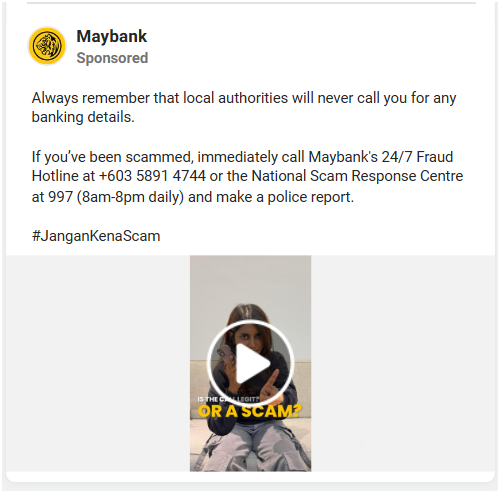 Maybank
Sponsored
Always remember that local authorities will never call you for any
banking details.
If you’ve been scammed, immediately call Maybank's 24/7 Fraud
Hotline at +603 5891 4744 or the National Scam Response Centre
at 997 (8am-8pm daily) and make a police report.
#JanganKenaScam
IS THE CALL LEGIT?
OR A SCAM?